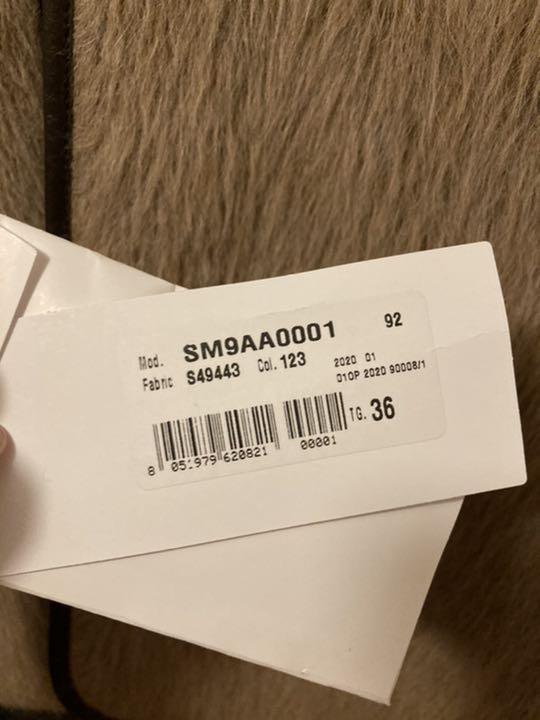 Mod. SM9AA0001 92
Fabric S49443 Col. 123 2020 01
010P 2020 90008/1
TG. 36
8 051979 620821 00001